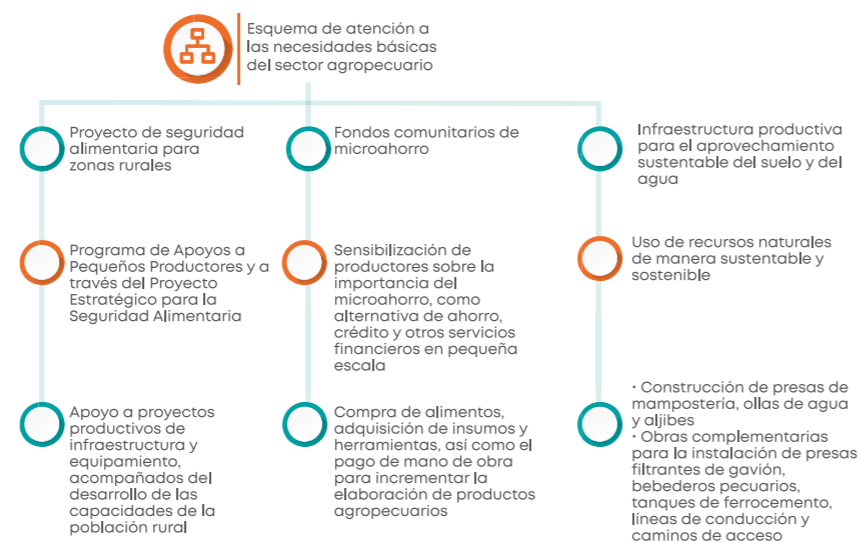 Esquema de atención a
las necesidades básicas
del sector agropecuario
Proyecto de seguridad
alimentaria para
zonas rurales
Programa de Apoyos a
Pequeños Productores y a
través del Proyecto
Estratégico para la
Seguridad Alimentaria
Apoyo a proyectos
productivos de
infraestructura y
equipamiento,
acompañados del
desarrollo de las
capacidades de la
población rural
Fondos comunitarios de
microahorro
Sensibilización de
productores sobre la
importancia del
microahorro, como
alternativa de ahorro,
crédito y otros servicios
financieros en pequeña
escala
Compra de alimentos,
adquisición de insumos y
herramientas, así como el
pago de mano de obra
para incrementar la
elaboración de productos
agropecuarios
Infraestructura productiva
para el aprovechamiento
sustentable del suelo y del
agua
Uso de recursos naturales
de manera sustentable y
sostenible
• Construcción de presas de
mampostería, ollas de agua
y aljibes
• Obras complementarias
para la instalación de presas
filtrantes de gavión,
bebederos pecuarios,
tanques de ferrocemento,
líneas de conducción y
caminos de acceso